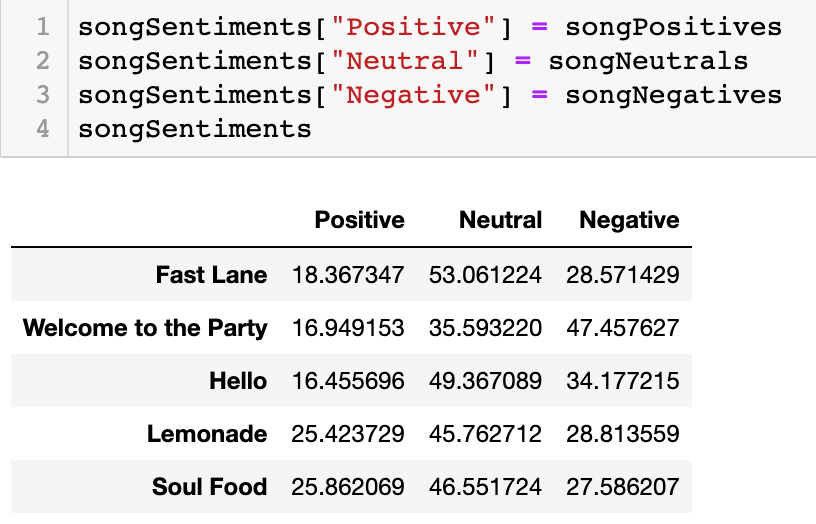 1 songSentiments["Positive"] = songPositives
2 songSentiments["Neutral"] = songNeutrals
3 songSentiments["Negative"] = songNegatives
4 songSentiments
Positive Neutral Negative
Fast Lane 18.367347 53.061224 28.571429
Welcome to the Party 16.949153 35.593220 47.457627
Hello 16.455696 49.367089 34.177215
Lemonade 25.423729 45.762712 28.813559
Soul Food 25.862069 46.551724 27.586207